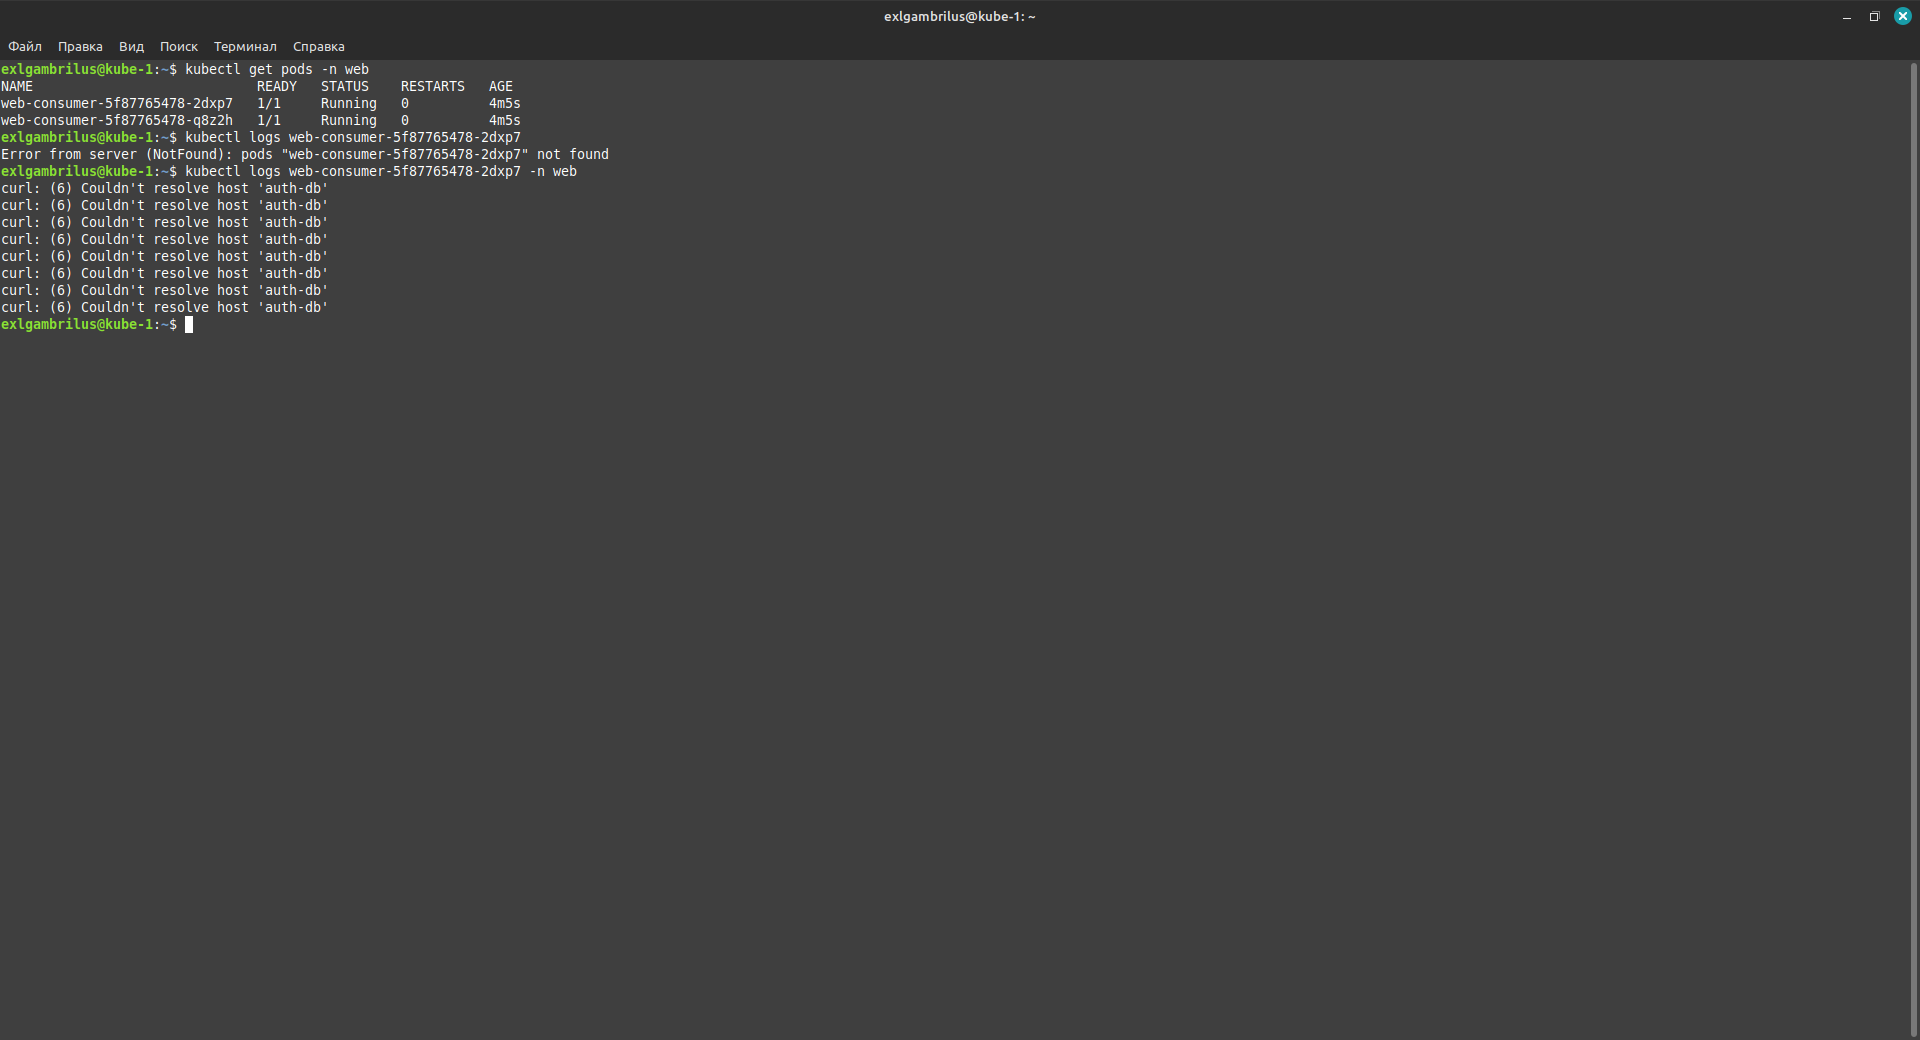 exlgambrilus@kube-1: ~
Файл Правка Вид Поиск Терминал Справка
exlgambrilus@kube-1:~$ kubectl get pods -n web
NAME                            READY   STATUS    RESTARTS   AGE
web-consumer-5f87765478-2dxp7   1/1     Running   0          4m5s
web-consumer-5f87765478-q8z2h   1/1     Running   0          4m5s
exlgambrilus@kube-1:~$ kubectl logs web-consumer-5f87765478-2dxp7
Error from server (NotFound): pods "web-consumer-5f87765478-2dxp7" not found
exlgambrilus@kube-1:~$ kubectl logs web-consumer-5f87765478-2dxp7 -n web
curl: (6) Couldn't resolve host 'auth-db'
curl: (6) Couldn't resolve host 'auth-db'
curl: (6) Couldn't resolve host 'auth-db'
curl: (6) Couldn't resolve host 'auth-db'
curl: (6) Couldn't resolve host 'auth-db'
curl: (6) Couldn't resolve host 'auth-db'
curl: (6) Couldn't resolve host 'auth-db'
curl: (6) Couldn't resolve host 'auth-db'
exlgambrilus@kube-1:~$